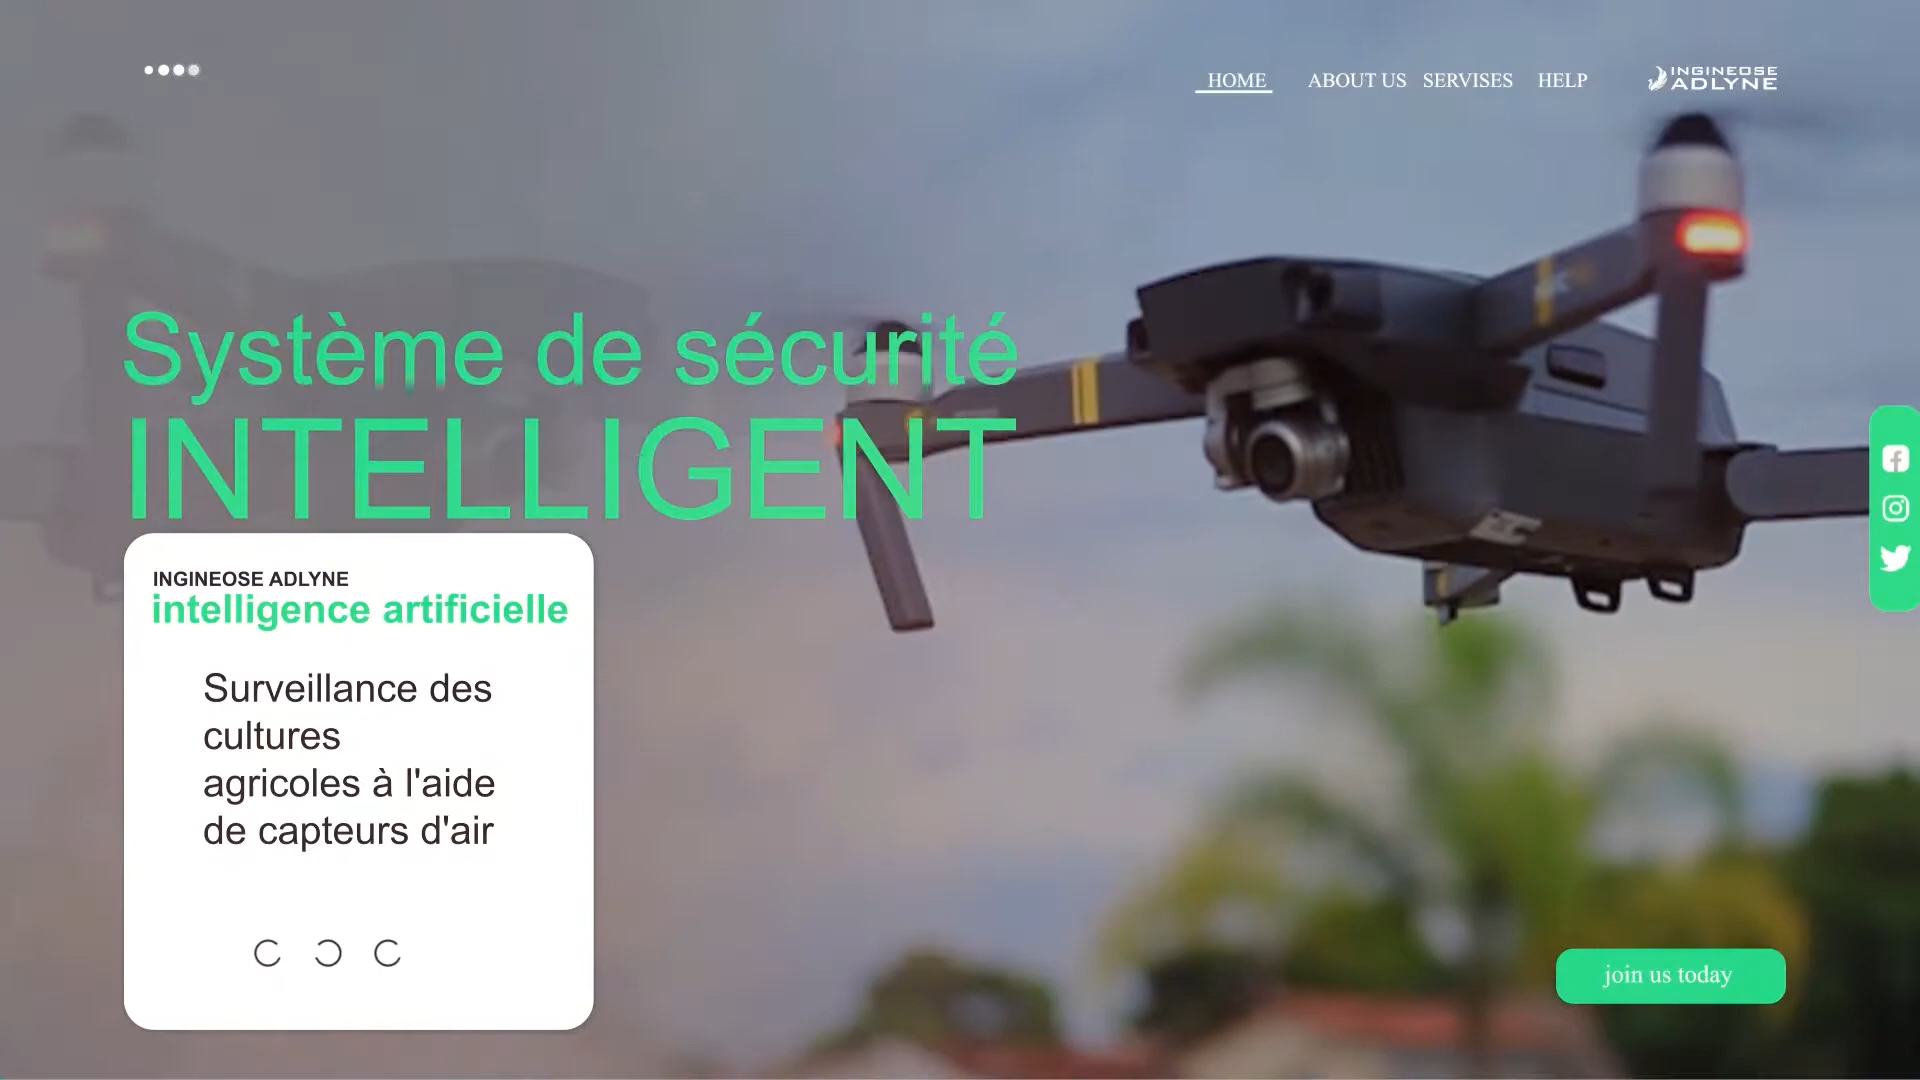 HOME ABOUT US SERVISES HELP
INGINEOSE
ADLYNE
Système de sécurité
INTELLIGENT
INGINEOSE ADLYNE
intelligence artificielle
Surveillance des
cultures
agricoles à l'aide
de capteurs d'air
join us today